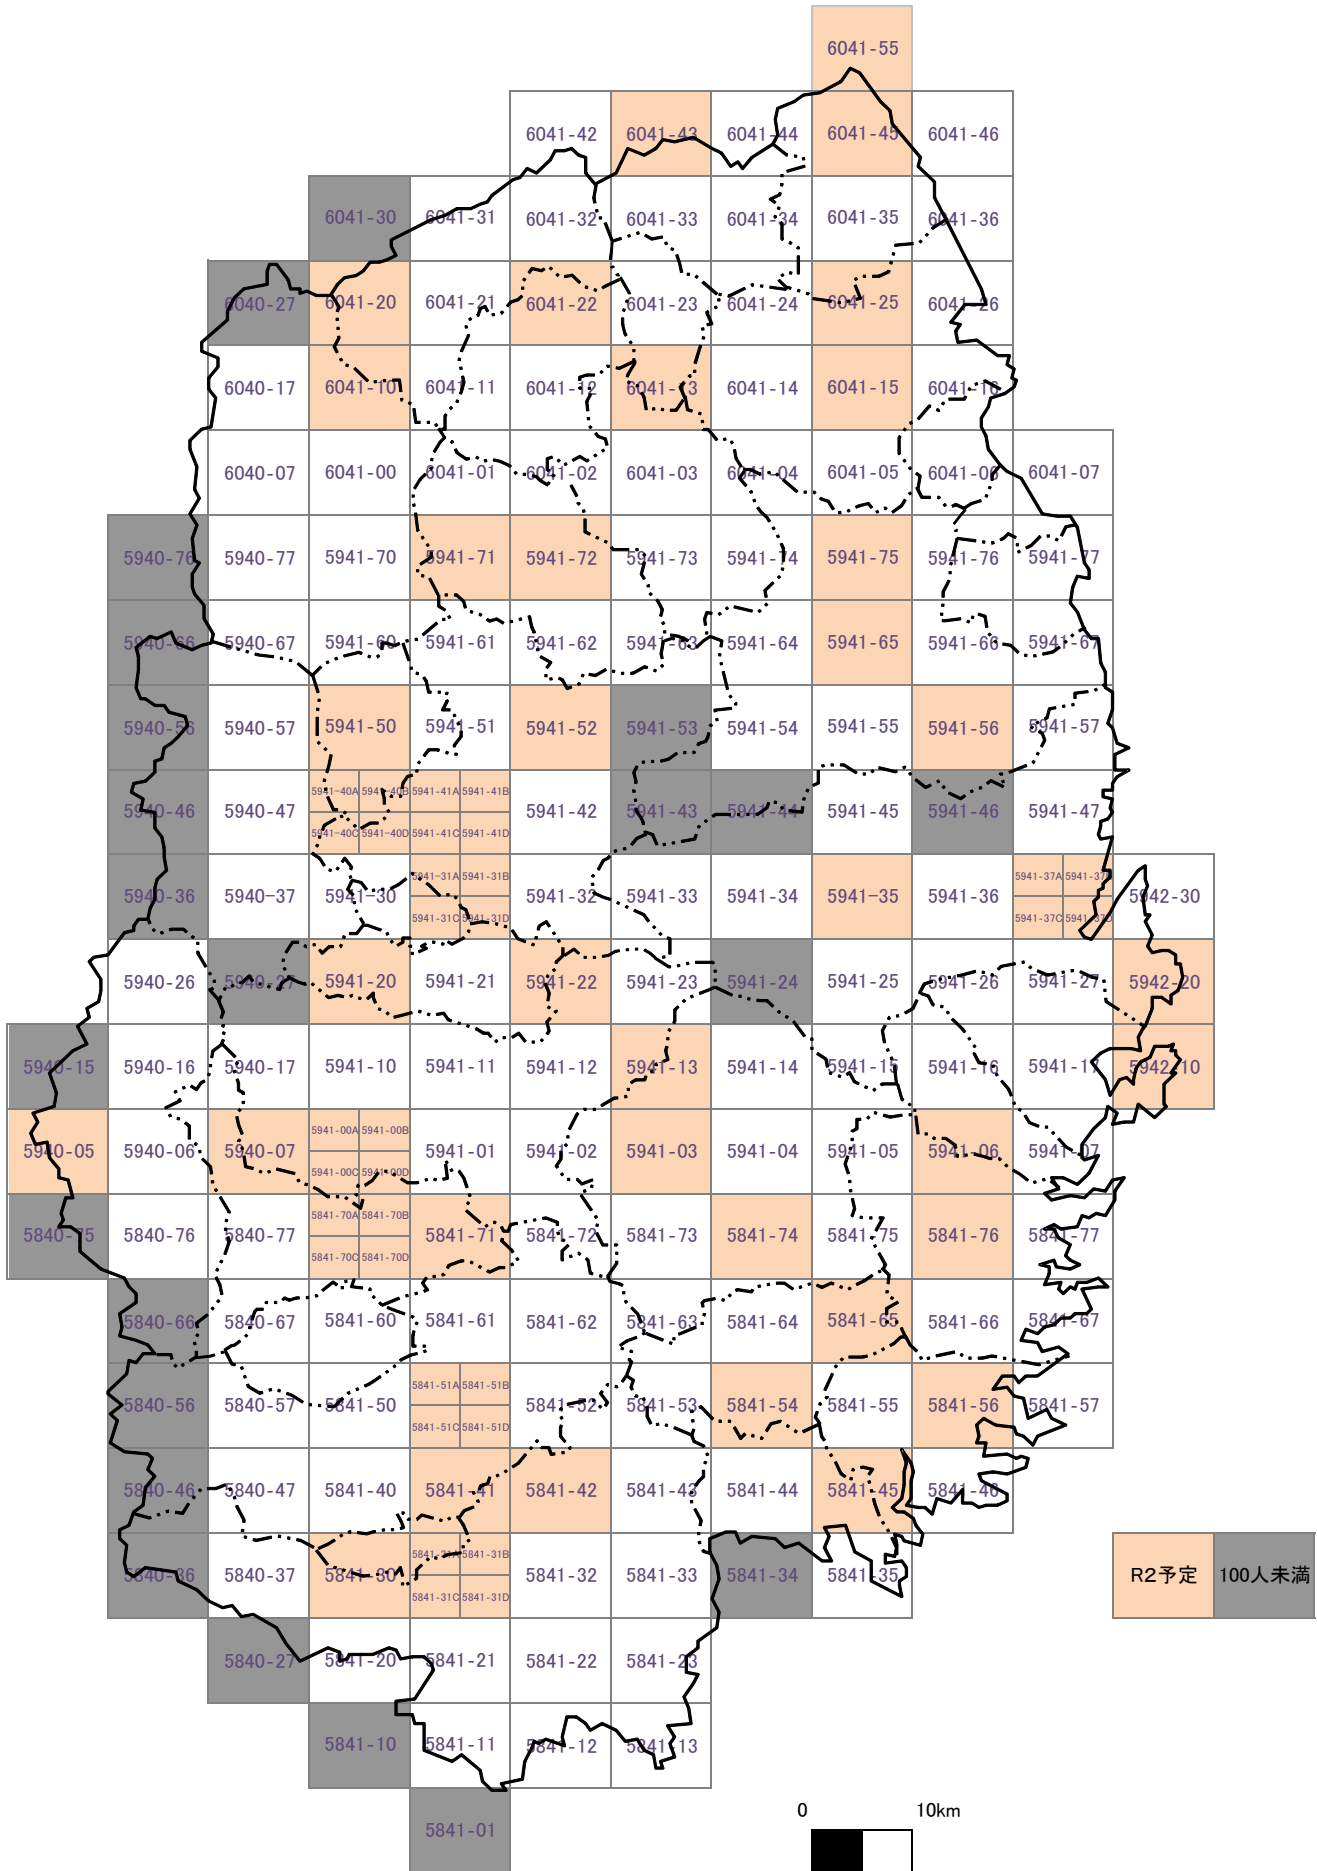 6041-55
6041-42 6041-43 6041-44 6041-45 6041-46
6041-30 6041-31 6041-32 6041-33 6041-34 6041-35 6041-36
6040-27 6041-20 6041-21 6041-22 6041-23 6041-24 6041-25 6041-26
6040-17 6041-10 6041-11 6041-12 6041-13 6041-14 6041-15 6041-16
6040-07 6041-00 6041-01 6041-02 6041-03 6041-04 6041-05 6041-06 6041-07
5940-76 5940-77 5941-70 5941-71 5941-72 5941-73 5941-74 5941-75 5941-76 5941-77
5940-66 5940-67 5941-60 5941-61 5941-62 5941-63 5941-64 5941-65 5941-66 5941-67
5940-56 5940-57 5941-50 5941-51 5941-52 5941-53 5941-54 5941-55 5941-56 5941-57
5941-40A 5941-40B 5941-41A 5941-41B
5940-46 5940-47 5941-42 5941-43 5941-44 5941-45 5941-46 5941-47
5941-40C 5941-40D 5941-41C 5941-41D
5941-31A 5941-31B 5941-37A 5941-37B
5940-36 5940-37 5941-30 5941-32 5941-33 5941-34 5941-35 5941-36 5942-30
5941-31C 5941-31D 5941-37C 5941-37D
5940-26 5940-27 5941-20 5941-21 5941-22 5941-23 5941-24 5941-25 5941-26 5941-27 5942-20
5940-15 5940-16 5940-17 5941-10 5941-11 5941-12 5941-13 5941-14 5941-15 5941-16 5941-17 5942-10
5941-00A 5941-00B
5940-05 5940-06 5940-07 5941-01 5941-02 5941-03 5941-04 5941-05 5941-06 5941-07
5941-00C 5941-00D
5841-70A 5841-70B
5840-75 5840-76 5840-77 5841-71 5841-72 5841-73 5841-74 5841-75 5841-76 5841-77
5841-70C 5841-70D
5840-66 5840-67 5841-60 5841-61 5841-62 5841-63 5841-64 5841-65 5841-66 5841-67
5841-51A 5841-51B
5840-56 5840-57 5841-50 5841-52 5841-53 5841-54 5841-55 5841-56 5841-57
5841-51C 5841-51D
5840-46 5840-47 5841-40 5841-41 5841-42 5841-43 5841-44 5841-45 5841-46
5841-31A 5841-31B
5840-36 5840-37 5841-30 5841-32 5841-33 5841-34 5841-35 R2予定 100人未満
5841-31C 5841-31D
5840-27 5841-20 5841-21 5841-22 5841-23
5841-10 5841-11 5841-12 5841-13
0 10km
5841-01